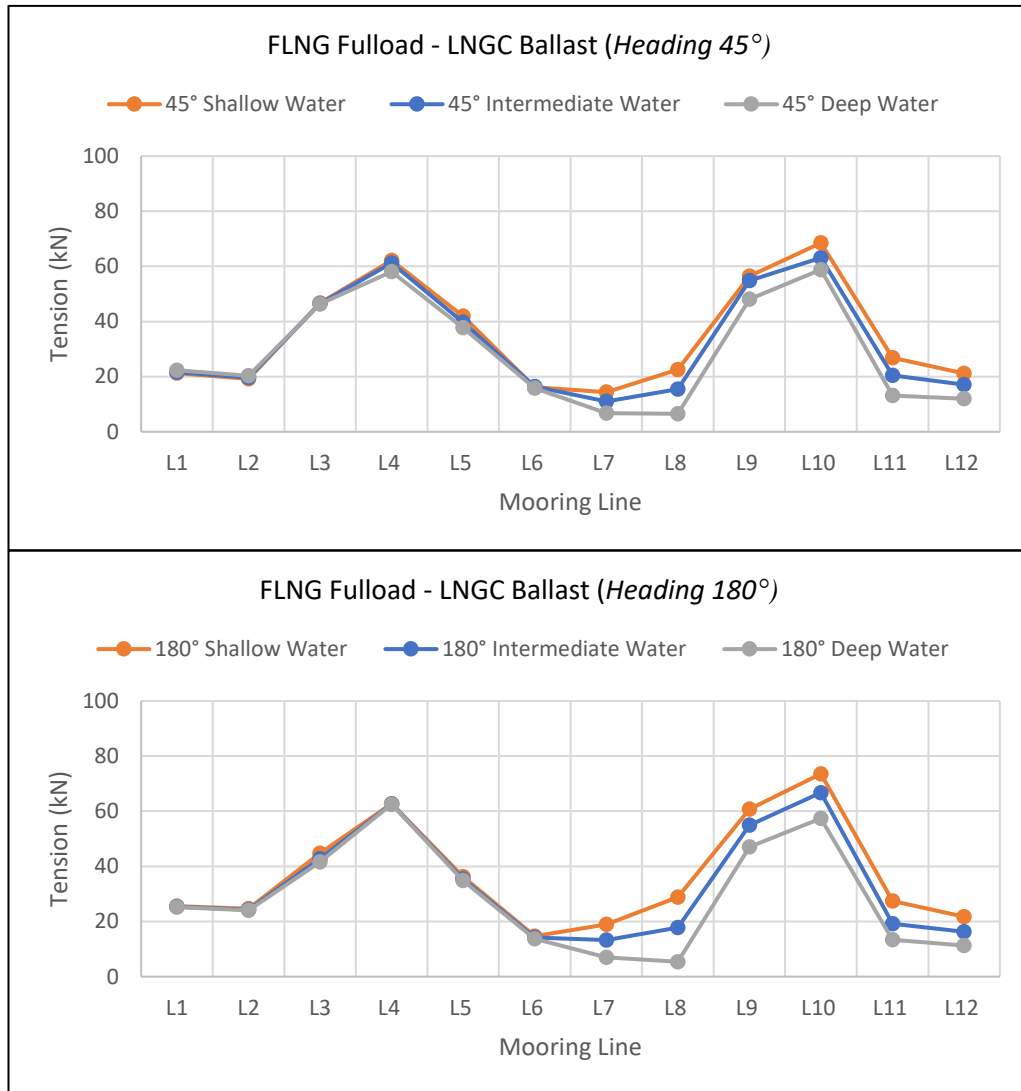 FLNG Fulload - LNGC Ballast (Heading 45°)
45° Shallow Water 45° Intermediate Water 45° Deep Water
100
80
60
40
20
0
Tension (kN)
L1 L2 L3 L4 L5 L6 L7 L8 L9 L10 L11 L12
Mooring Line
FLNG Fulload - LNGC Ballast (Heading 180°)
180° Shallow Water 180° Intermediate Water 180° Deep Water
100
80
60
40
20
0
Tension (kN)
L1 L2 L3 L4 L5 L6 L7 L8 L9 L10 L11 L12
Mooring Line